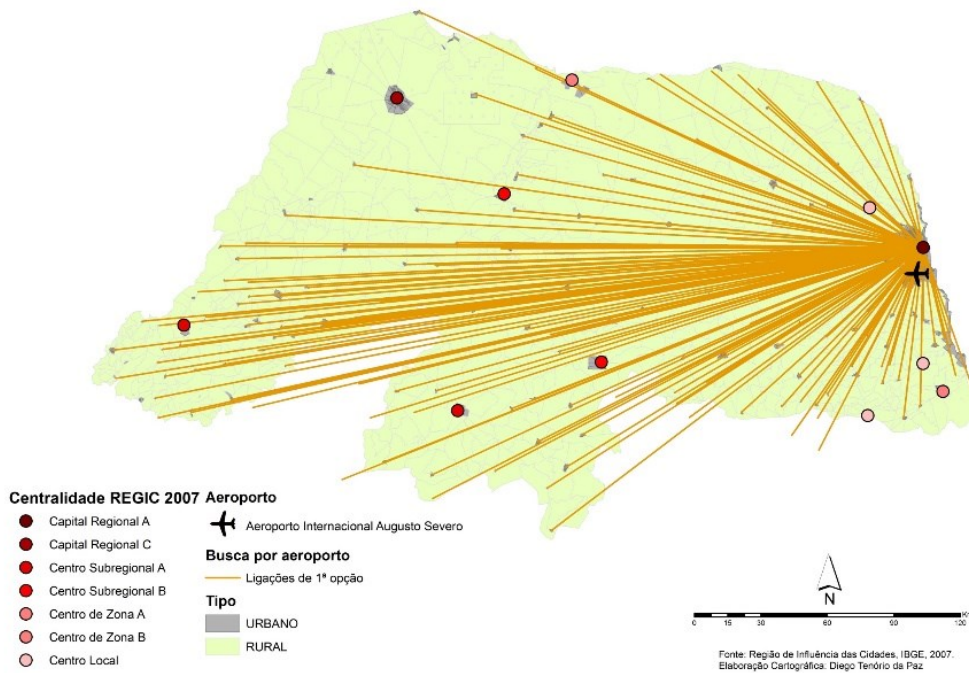 Centralidade REGIC 2007
Capital Regional A
Capital Regional C
Centro Subregional A
Centro Subregional B
Centro de Zona A
Centro de Zona B
Centro Local
Aeroporto
Aeroporto Internacional Augusto Severo
Busca por aeroporto
Ligações de 1ª opção
Tipo
URBANO
RURAL
N
0 15 30 60 90 120
Fonte: Região de Influência das Cidades, IBGE, 2007.
Elaboração Cartográfica: Diego Tenório da Paz